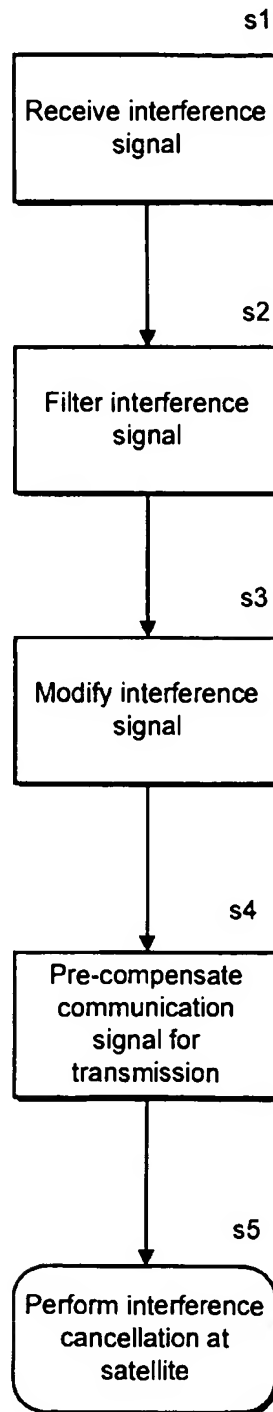 s1
Receive interference
signal
s2
Filter interference
signal
s3
Modify interference
signal
s4
Pre-compensate
communication
signal for
transmission
s5
Perform interference
cancellation at
satellite